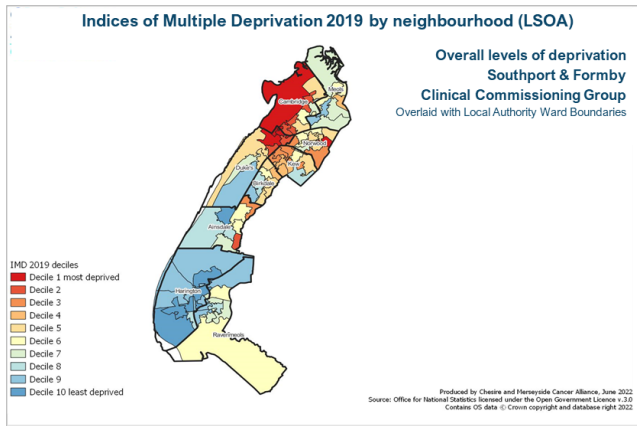 Indices of Multiple Deprivation 2019 by neighbourhood (LSOA)
Overall levels of deprivation
Southport & Formby
Clinical Commissioning Group
Overlaid with Local Authority Ward Boundaries
Meols
Cambridge
Norwood
Kew
Duke's
Birkdale
Ainsdale
Harington
Ravenmeols
IMD 2019 deciles
Decile 1 most deprived
Decile 2
Decile 3
Decile 4
Decile 5
Decile 6
Decile 7
Decile 8
Decile 9
Decile 10 least deprived
Produced by Chesire and Merseyside Cancer Alliance, June 2022
Source: Office for National Statistics licensed under the Open Government Licence v.3.0
Contains OS data © Crown copyright and database right 2022